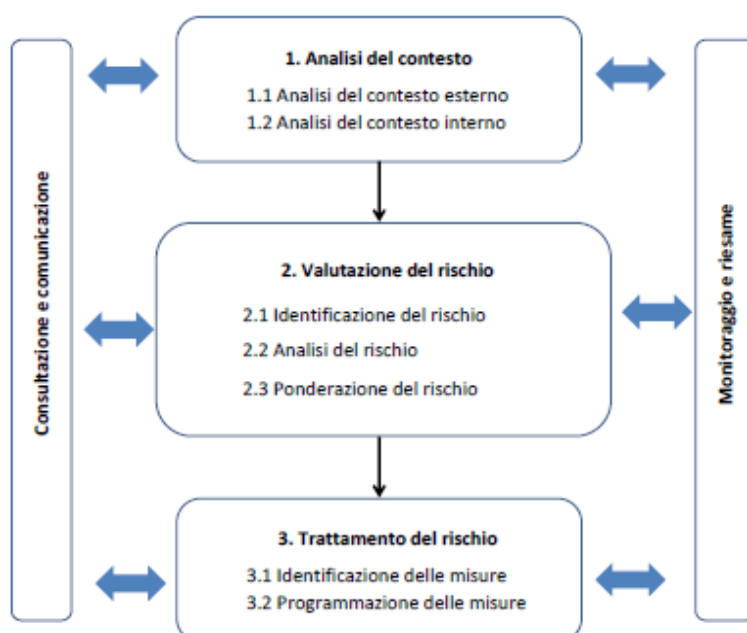 Consultazione e comunicazione
1. Analisi del contesto
1.1 Analisi del contesto esterno
1.2 Analisi del contesto interno
2. Valutazione del rischio
2.1 Identificazione del rischio
2.2 Analisi del rischio
2.3 Ponderazione del rischio
3. Trattamento del rischio
3.1 Identificazione delle misure
3.2 Programmazione delle misure
Monitoraggio e riesame